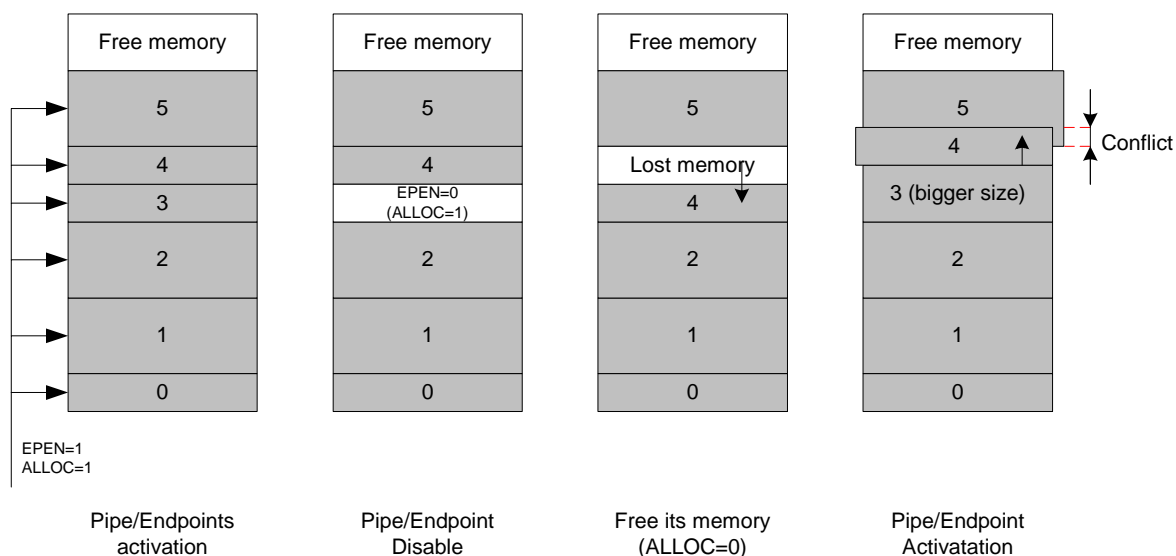 Free memory
5
4
3
2
1
0
EPEN=1
ALLOC=1
Pipe/Endpoints
activation
Free memory
5
4
EPEN=0
(ALLOC=1)
2
1
0
Pipe/Endpoint
Disable
Free memory
5
Lost memory
4
2
1
0
Free its memory
(ALLOC=0)
Free memory
5
4
Conflict
3 (bigger size)
2
1
0
Pipe/Endpoint
Activatation